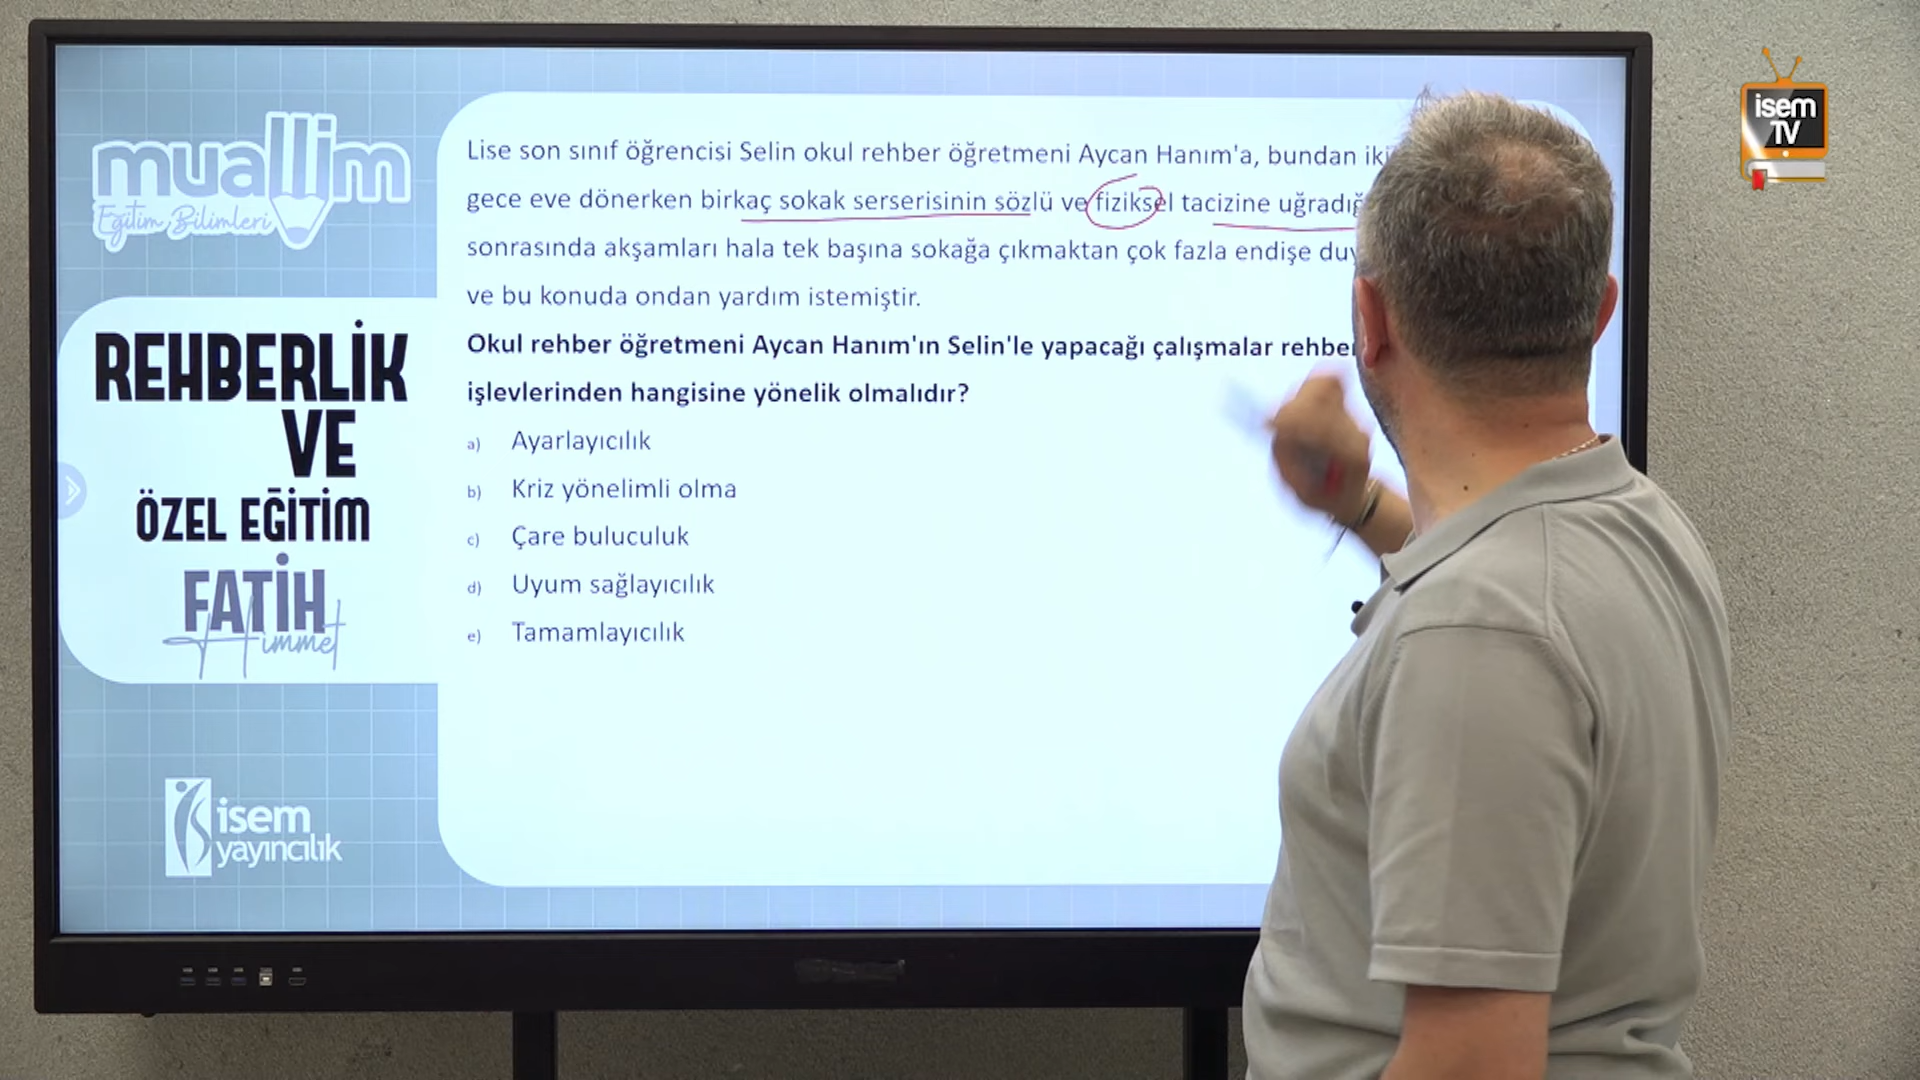 isem
TV
muallim
Eğitim Bilimleri
REHBERLİK
VE
ÖZEL EĞİTİM
FATİH
Himmet
isem
yayıncılık
Lise son sınıf öğrencisi Selin okul rehber öğretmeni Aycan Hanım'a, bundan iki
gece eve dönerken birkaç sokak serserisinin sözlü ve fiziksel tacizine
sonrasında akşamları hala tek başına sokağa çıkmaktan çok fazla endişe
ve bu konuda ondan yardım istemiştir.
Okul rehber öğretmeni Aycan Hanım'ın Selin'le yapacağı çalışmalar
işlevlerinden hangisine yönelik olmalıdır?
a) Ayarlayıcılık
b) Kriz yönelimli olma
c) Çare buluculuk
d) Uyum sağlayıcılık
e) Tamamlayıcılık